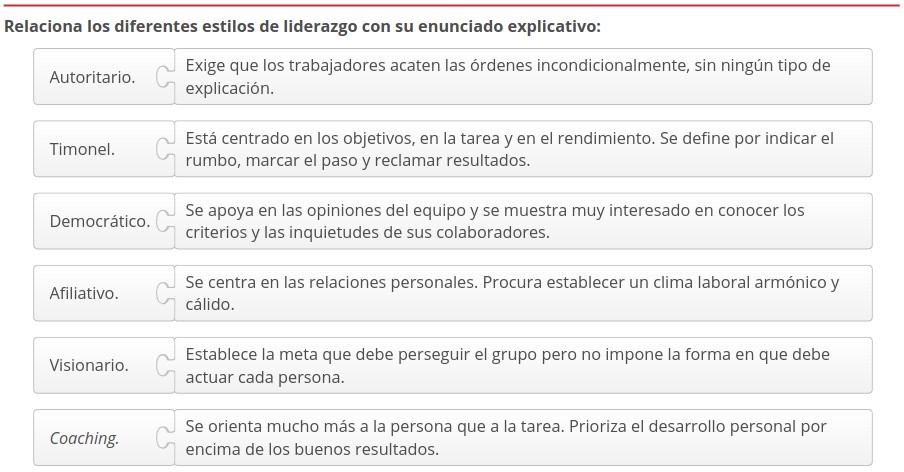 Relaciona los diferentes estilos de liderazgo con su enunciado explicativo:
Autoritario.
Exige que los trabajadores acaten las órdenes incondicionalmente, sin ningún tipo de
explicación.
Timonel.
Está centrado en los objetivos, en la tarea y en el rendimiento. Se define por indicar el
rumbo, marcar el paso y reclamar resultados.
Democrático.
Se apoya en las opiniones del equipo y se muestra muy interesado en conocer los
criterios y las inquietudes de sus colaboradores.
Afiliativo.
Se centra en las relaciones personales. Procura establecer un clima laboral armónico y
cálido.
Visionario.
Establece la meta que debe perseguir el grupo pero no impone la forma en que debe
actuar cada persona.
Coaching.
Se orienta mucho más a la persona que a la tarea. Prioriza el desarrollo personal por
encima de los buenos resultados.